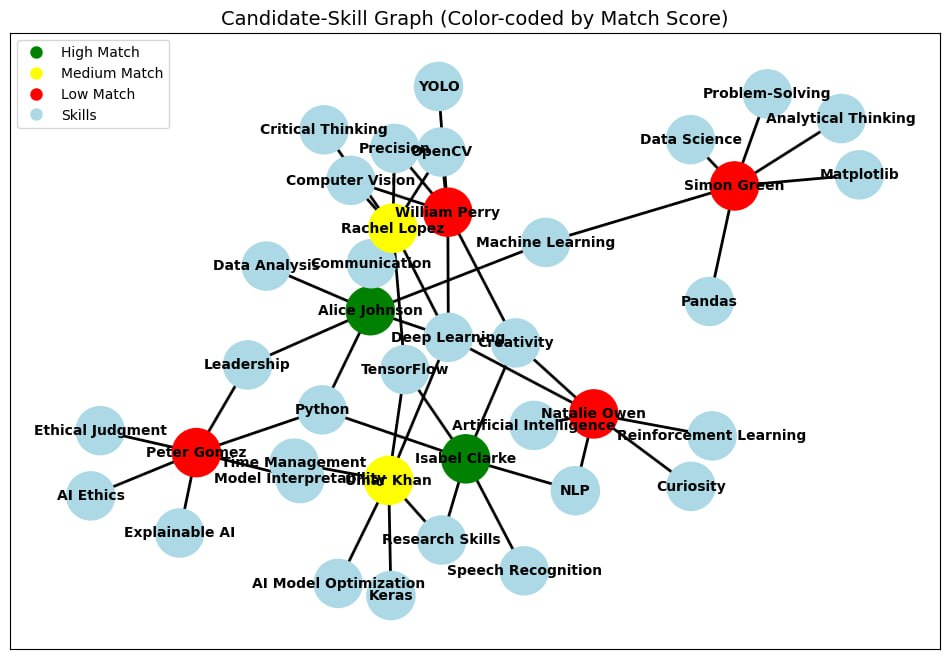 Candidate-Skill Graph (Color-coded by Match Score)
High Match
Medium Match
Low Match
Skills
YOLO
Problem-Solving
Analytical Thinking
Critical Thinking
Data Science
Precision
OpenCV
Computer Vision
Matplotlib
Simon Green
William Perry
Rachel Lopez
Machine Learning
Data Analysis
Communication
Pandas
Alice Johnson
Deep Learning
Creativity
Leadership
TensorFlow
Python
Natalie Owen
Artificial Intelligence
Ethical Judgment
Reinforcement Learning
Peter Gomez
Isabel Clarke
Time Management
Model Interpretability
Khan
Curiosity
NLP
AI Ethics
Explainable AI
Research Skills
Speech Recognition
AI Model Optimization
Keras